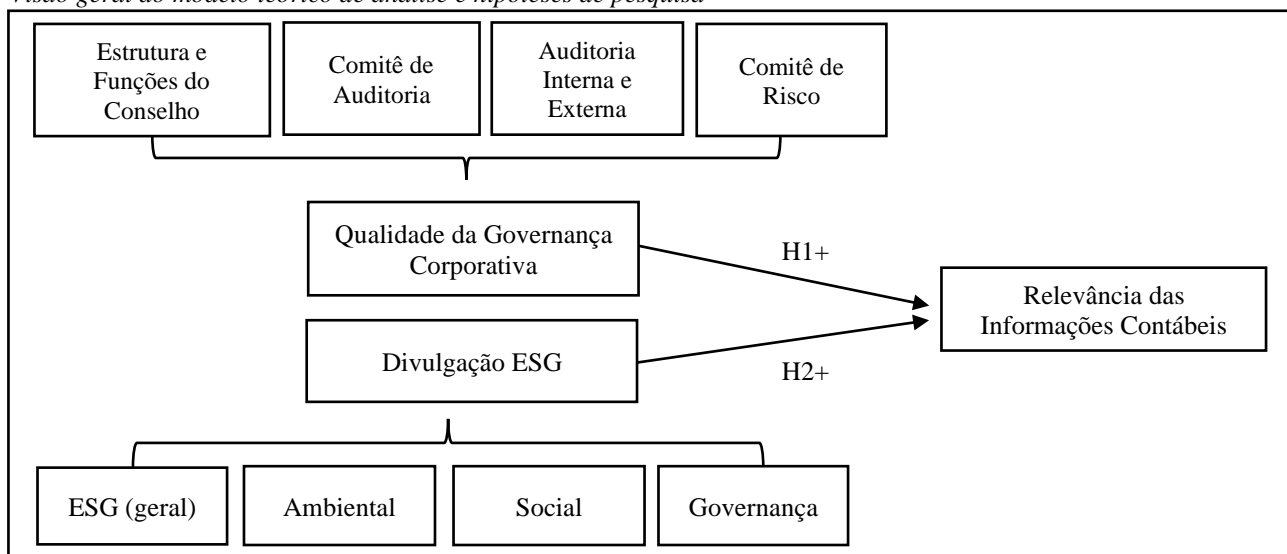 Visão geral do modelo teórico de análise e hipóteses de pesquisa
Estrutura e
Funções do
Conselho
Comitê de
Auditoria
Auditoria
Interna e
Externa
Comitê de
Risco
Qualidade da Governança
Corporativa
H1+
Relevância das
Informações Contábeis
Divulgação ESG
H2+
ESG (geral)
Ambiental
Social
Governança